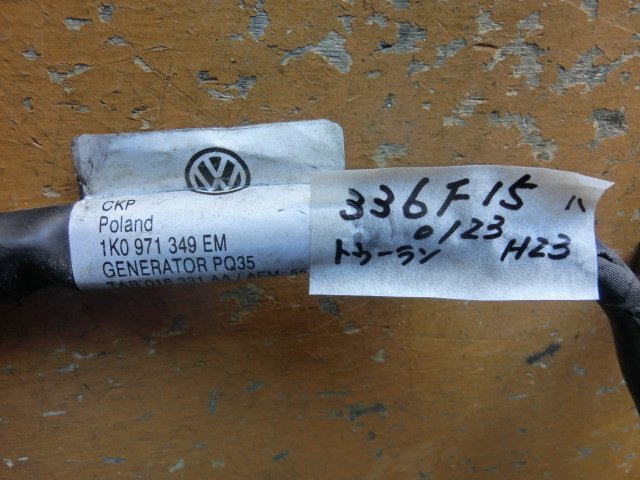 CKP
Poland
1K0 971 349 EM
GENERATOR PQ35
336F15 ハ
0123
トゥーラン H23